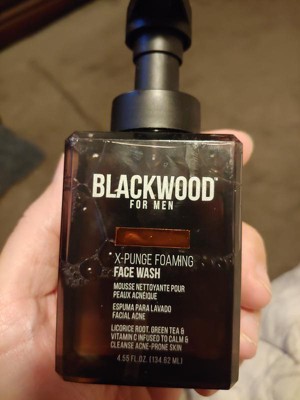 BLACKWOOD
FOR MEN
X-PUNGE FOAMING
FACE WASH
MOUSSE NETTOYANTE POUR
PEAUX ACNÉIQUE
ESPUMA PARA LAVADO
FACIAL ACNE
LICORICE ROOT, GREEN TEA &
VITAMIN C INFUSED TO CALM &
CLEANSE ACNE-PRONE SKIN
4.55 FL.OZ. (134.62 ML)